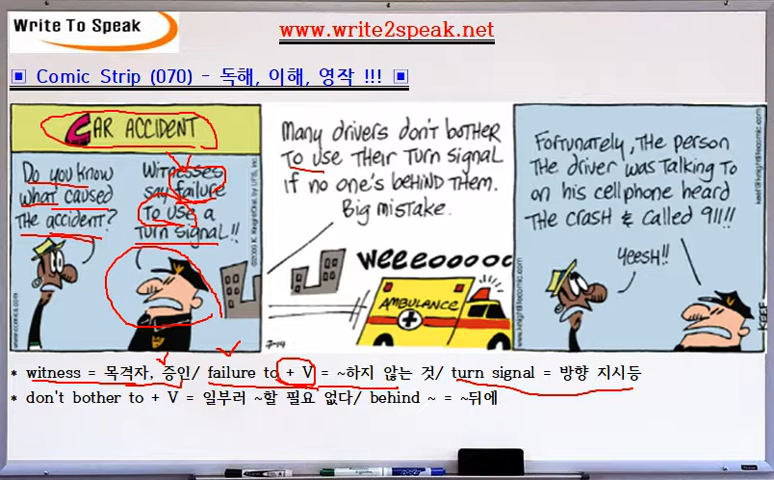 Write To Speak
www.write2speak.net
▣ Comic Strip (070) - 독해, 이해, 영작 !!! ▣
CAR ACCIDENT
Do you know
what caused
the accident?
Witnesses
say failure
to use a
turn signal!!
Many drivers don't bother
to use their turn signal
if no one's behind them.
Big mistake.
Weeeooooo
AMBULANCE
7-14
Fortunately, the person
the driver was talking to
on his cellphone heard
the crash & called 911!!
Yeesh!!
KEEF
www.comics.com
* witness = 목격자, 증인/ failure to + V = ~하지 않는 것/ turn signal = 방향 지시등
* don't bother to + V = 일부러 ~할 필요 없다/ behind ~ = ~뒤에